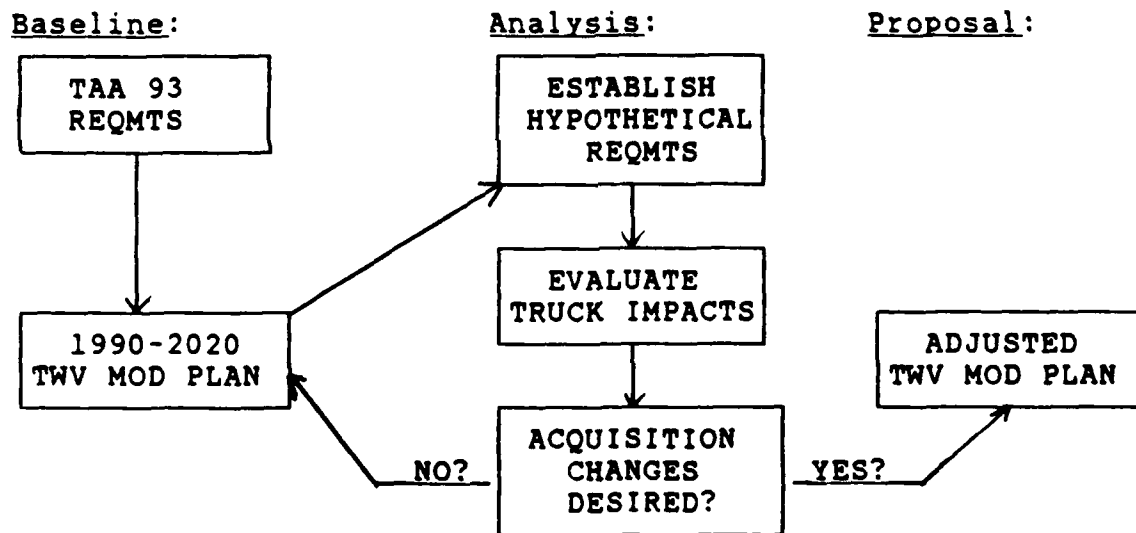 Baseline:
TAA 93
REQMTS
1990-2020
TWV MOD PLAN
Analysis:
ESTABLISH
HYPOTHETICAL
REQMTS
EVALUATE
TRUCK IMPACTS
ACQUISITION
CHANGES
DESIRED?
NO?
YES?
Proposal:
ADJUSTED
TWV MOD PLAN